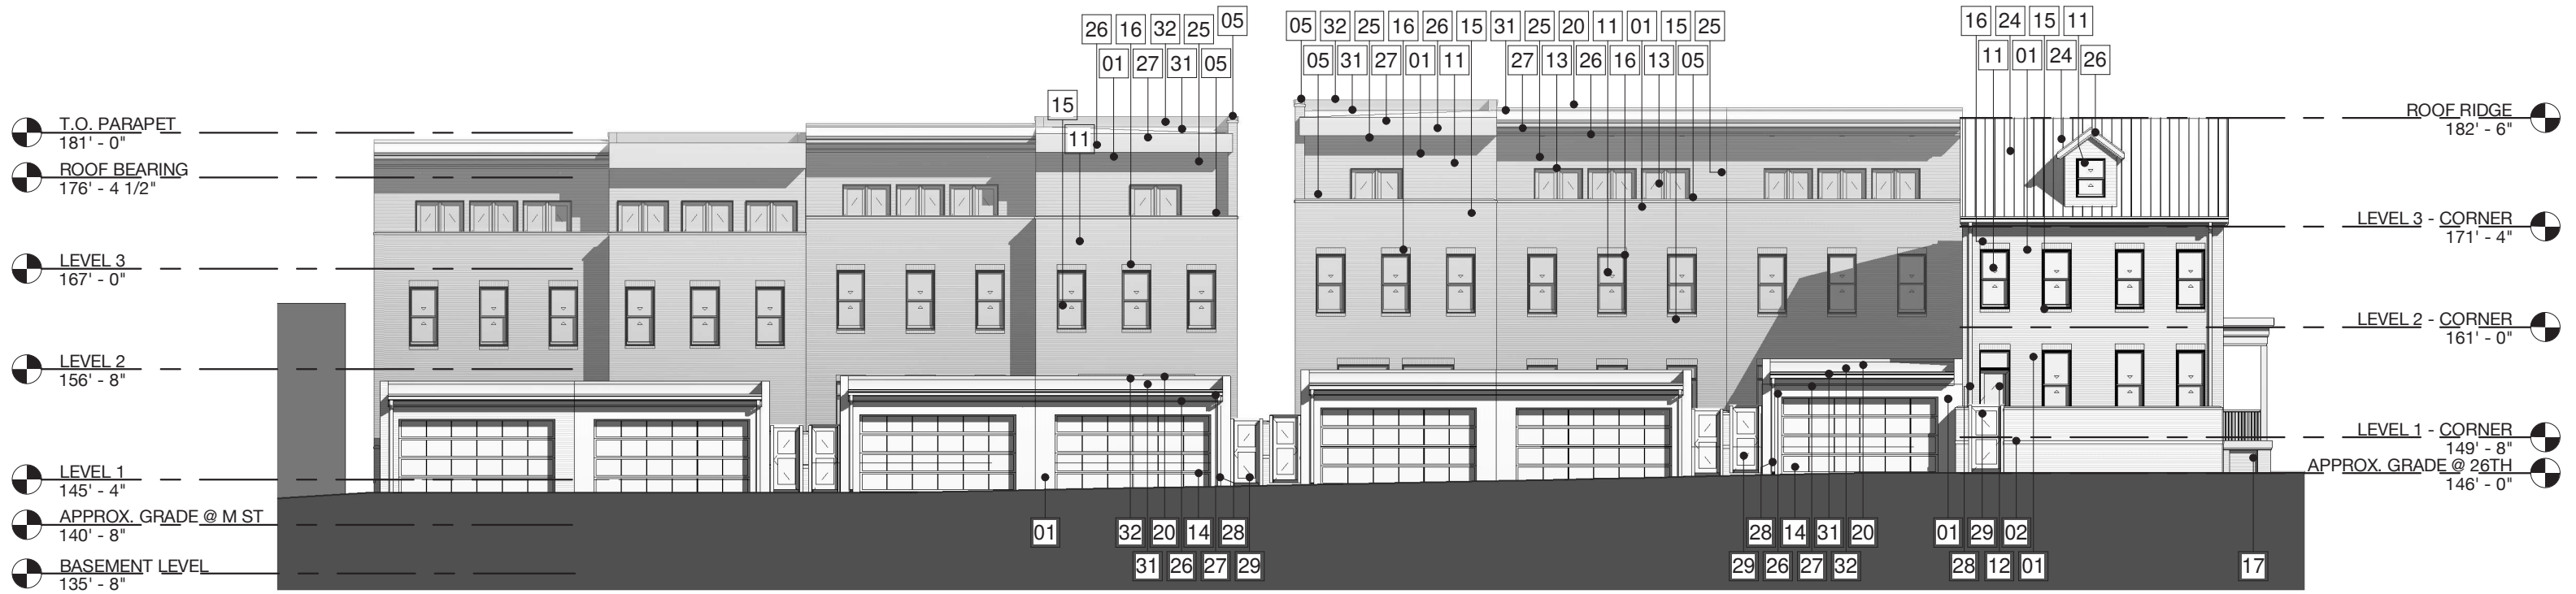 26 16 32 25 05
01 27 31 05
15
11
05 32 25 16 26 15 31 25 20 11 01 15 25
05 31 27 01 11 27 13 26 16 13 05
16 24 15 11
11 01 24 26
T.O. PARAPET
181' - 0"
ROOF BEARING
176' - 4 1/2"
LEVEL 3
167' - 0"
LEVEL 2
156' - 8"
LEVEL 1
145' - 4"
APPROX. GRADE @ M ST
140' - 8"
BASEMENT LEVEL
135' - 8"
ROOF RIDGE
182' - 6"
LEVEL 3 - CORNER
171' - 4"
LEVEL 2 - CORNER
161' - 0"
LEVEL 1 - CORNER
149' - 8"
APPROX. GRADE @ 26TH
146' - 0"
01 32 20 14 28
31 26 27 29
28 14 31 20 01 29 02
29 26 27 32 28 12 01 17